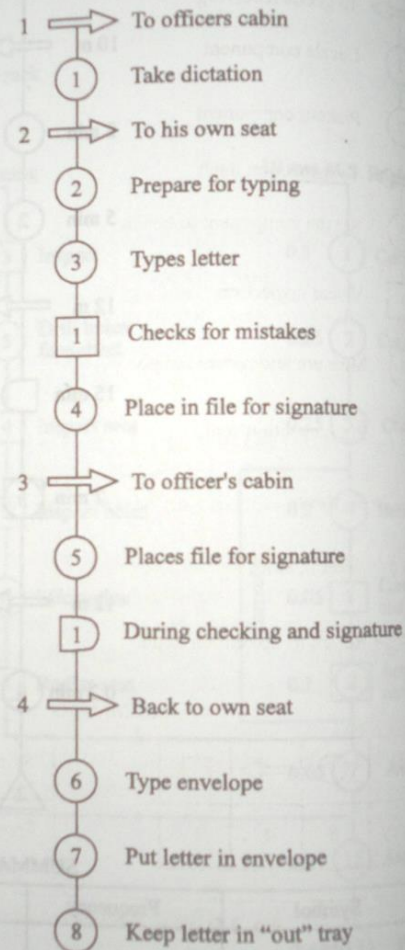 1 To officers cabin
1 Take dictation
2 To his own seat
2 Prepare for typing
3 Types letter
1 Checks for mistakes
4 Place in file for signature
3 To officer's cabin
5 Places file for signature
1 During checking and signature
4 Back to own seat
6 Type envelope
7 Put letter in envelope
8 Keep letter in "out" tray